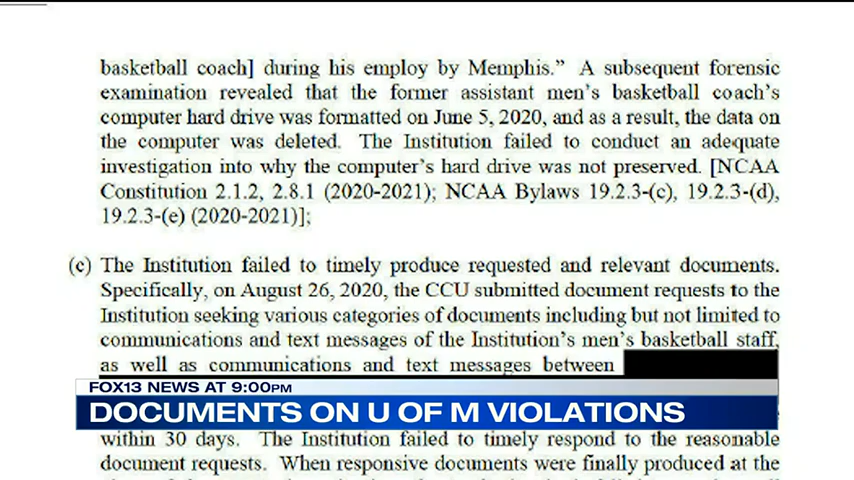 basketball coach] during his employ by Memphis.” A subsequent forensic
examination revealed that the former assistant men’s basketball coach’s
computer hard drive was formatted on June 5, 2020, and as a result, the data on
the computer was deleted. The Institution failed to conduct an adequate
investigation into why the computer’s hard drive was not preserved. [NCAA
Constitution 2.1.2, 2.8.1 (2020-2021); NCAA Bylaws 19.2.3-(c), 19.2.3-(d),
19.2.3-(e) (2020-2021)];
(c) The Institution failed to timely produce requested and relevant documents.
Specifically, on August 26, 2020, the CCU submitted document requests to the
Institution seeking various categories of documents including but not limited to
communications and text messages of the Institution’s men’s basketball staff,
as well as communications and text messages between
FOX13 NEWS AT 9:00PM
DOCUMENTS ON U OF M VIOLATIONS
within 30 days. The Institution failed to timely respond to the reasonable
document requests. When responsive documents were finally produced at the